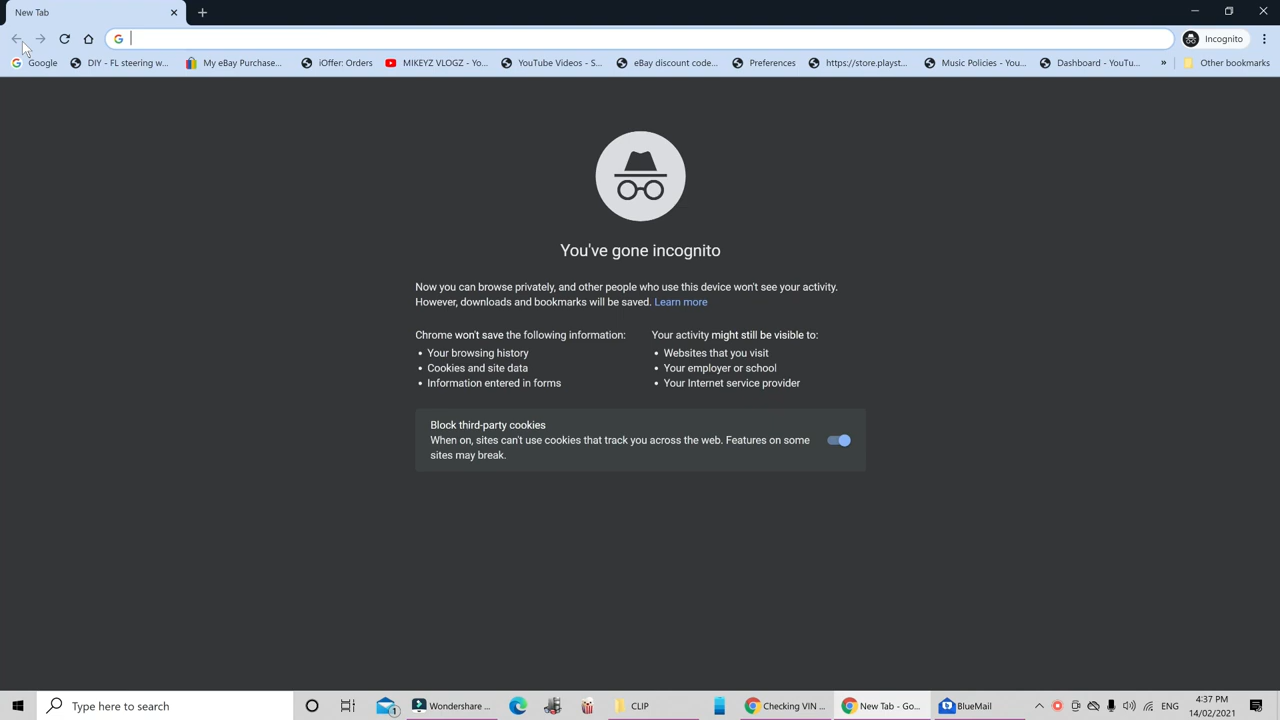 New Tab
Incognito
Google
DIY - FL steering w...
My eBay Purchase...
iOffer: Orders
MIKEYZ VLOGZ - Yo...
YouTube Videos - S...
eBay discount code...
Preferences
https://store.playst...
Music Policies - You...
Dashboard - YouTu...
»
Other bookmarks
You've gone incognito
Now you can browse privately, and other people who use this device won't see your activity.
However, downloads and bookmarks will be saved. Learn more
Chrome won't save the following information:
• Your browsing history
• Cookies and site data
• Information entered in forms
Your activity might still be visible to:
• Websites that you visit
• Your employer or school
• Your Internet service provider
Block third-party cookies
When on, sites can't use cookies that track you across the web. Features on some
sites may break.
Type here to search
1
Wondershare ...
CLIP
Checking VIN ...
New Tab - Go...
BlueMail
ENG
4:37 PM
14/02/2021